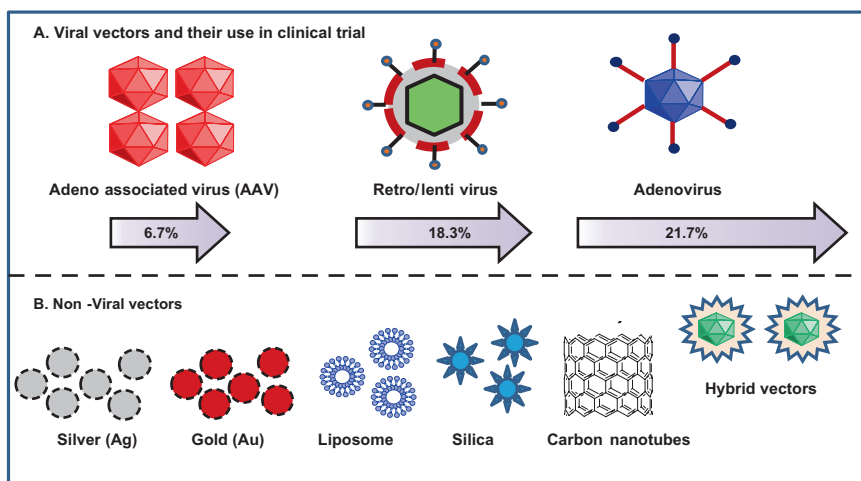 A. Viral vectors and their use in clinical trial
Adeno associated virus (AAV)
Retro/lenti virus
Adenovirus
6.7%
18.3%
21.7%
B. Non -Viral vectors
Hybrid vectors
Silver (Ag)
Gold (Au)
Liposome
Silica
Carbon nanotubes